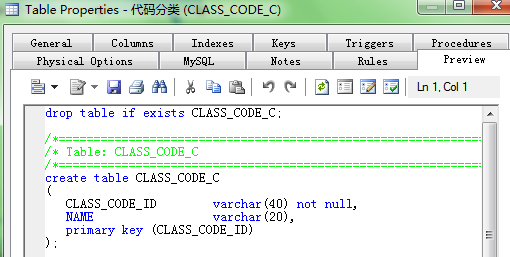 Table Properties - 代码分类 (CLASS_CODE_C)
General Columns Indexes Keys Triggers Procedures
Physical Options MySQL Notes Rules Preview
Ln 1, Col 1
drop table if exists CLASS_CODE_C;
/*==============================================================
/* Table: CLASS_CODE_C
/*==============================================================
create table CLASS_CODE_C
(
CLASS_CODE_ID varchar(40) not null,
NAME varchar(20),
primary key (CLASS_CODE_ID)
);